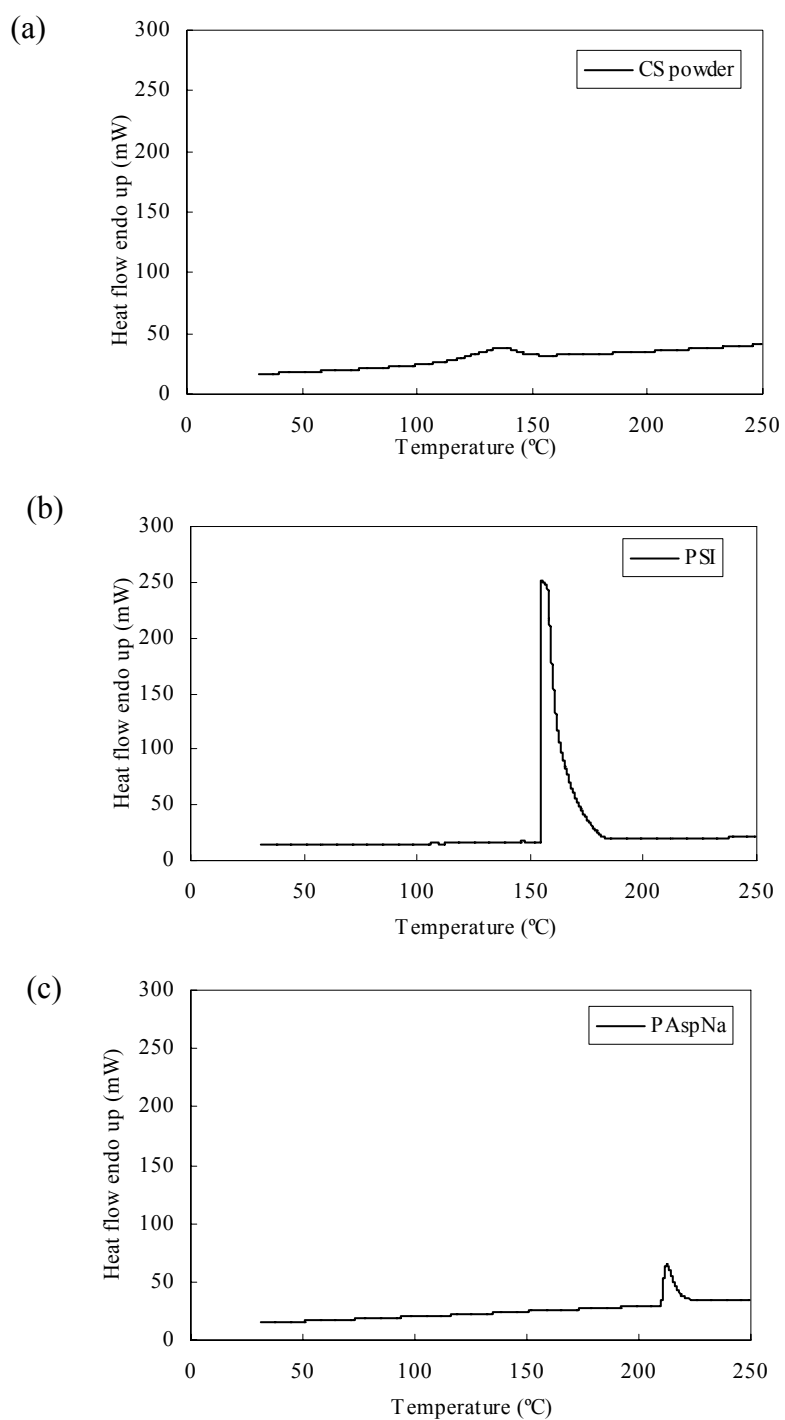 (a)
300
250
200
150
100
50
0
Heat flow endo up (mW)
CS powder
0 50 100 150 200 250
Temperature (ºC)
(b)
300
250
200
150
100
50
0
Heat flow endo up (mW)
PSI
0 50 100 150 200 250
Temperature (ºC)
(c)
300
250
200
150
100
50
0
Heat flow endo up (mW)
PAspNa
0 50 100 150 200 250
Temperature (ºC)